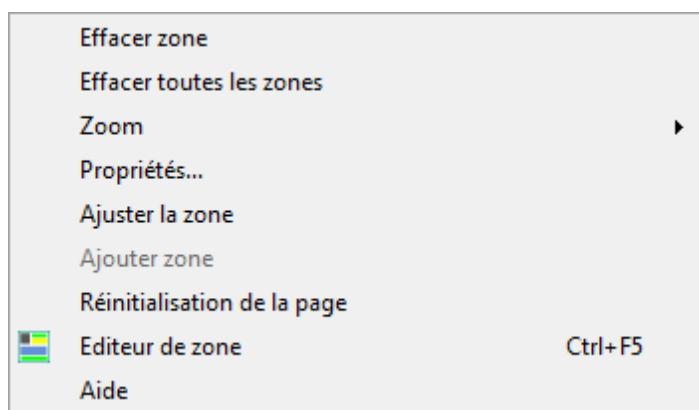 Effacer zone
Effacer toutes les zones
Zoom
Propriétés...
Ajuster la zone
Ajouter zone
Réinitialisation de la page
Editeur de zone Ctrl+F5
Aide